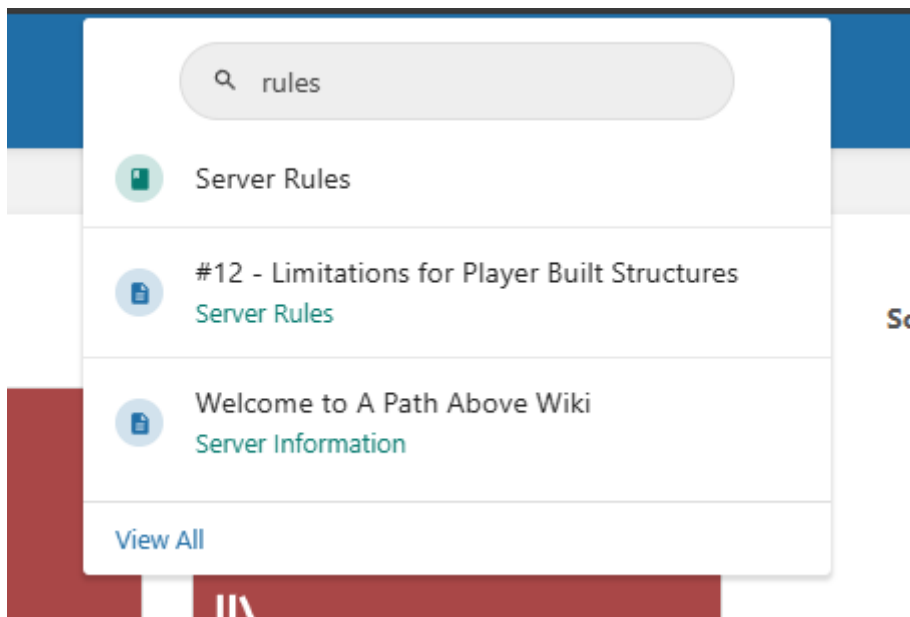 rules
Server Rules
#12 - Limitations for Player Built Structures
Server Rules
Welcome to A Path Above Wiki
Server Information
View All